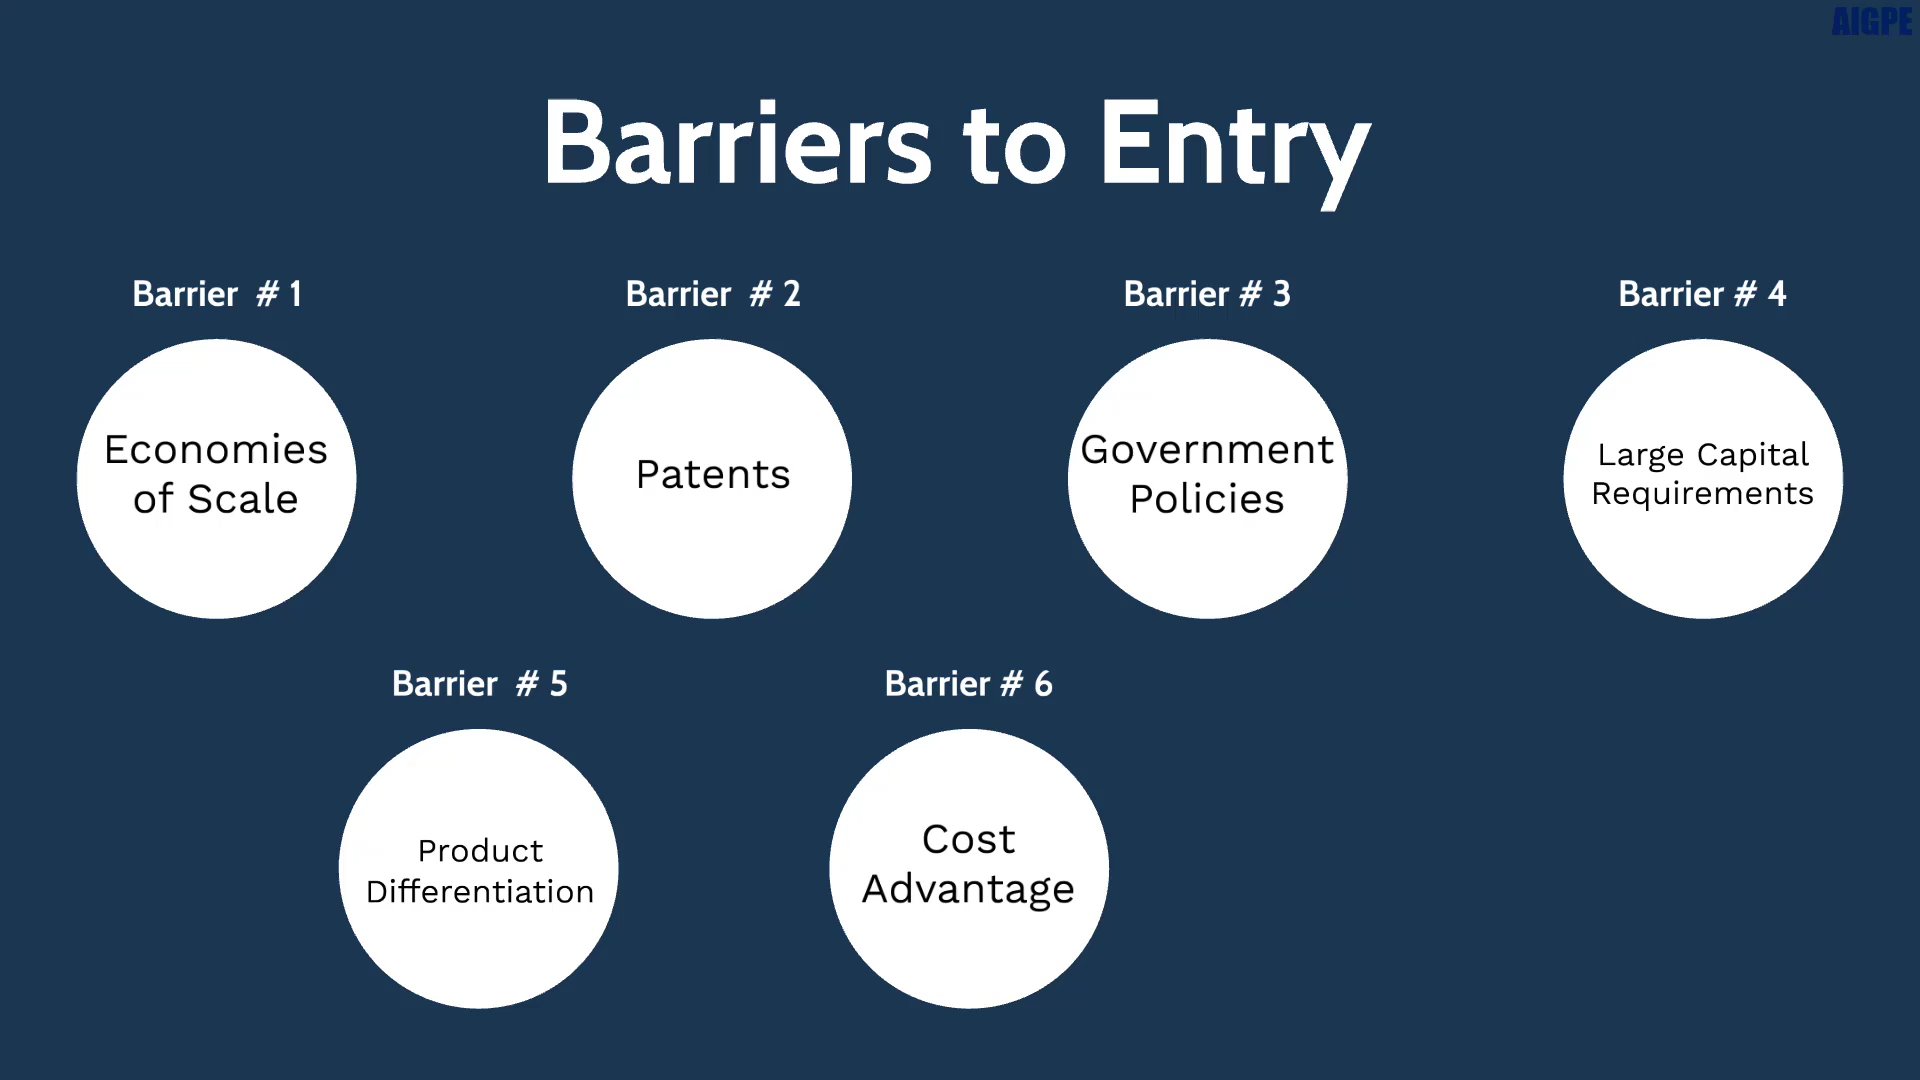 AIGPE
Barriers to Entry
Barrier # 1
Economies
of Scale
Barrier # 2
Patents
Barrier # 3
Government
Policies
Barrier # 4
Large Capital
Requirements
Barrier # 5
Product
Differentiation
Barrier # 6
Cost
Advantage